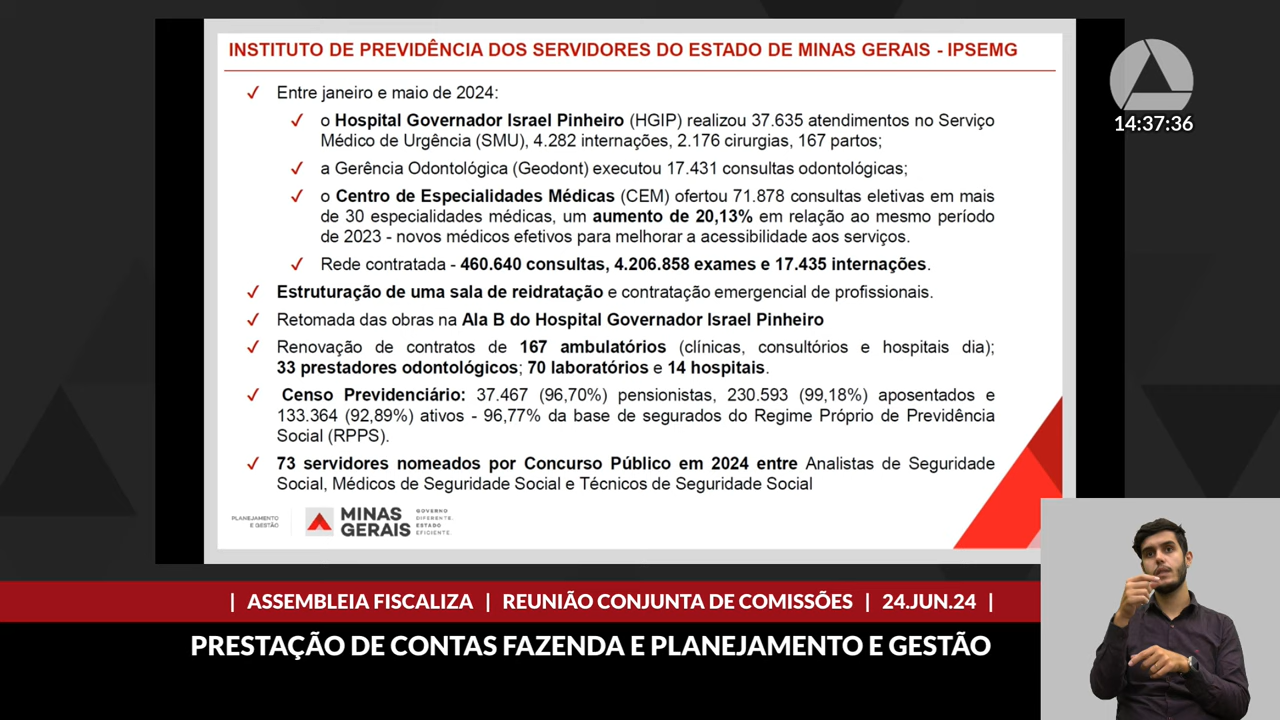 INSTITUTO DE PREVIDÊNCIA DOS SERVIDORES DO ESTADO DE MINAS GERAIS - IPSEMG
14:37:36
✓ Entre janeiro e maio de 2024:
✓ o Hospital Governador Israel Pinheiro (HGIP) realizou 37.635 atendimentos no Serviço
Médico de Urgência (SMU), 4.282 internações, 2.176 cirurgias, 167 partos;
✓ a Gerência Odontológica (Geodont) executou 17.431 consultas odontológicas;
✓ o Centro de Especialidades Médicas (CEM) ofertou 71.878 consultas eletivas em mais
de 30 especialidades médicas, um aumento de 20,13% em relação ao mesmo período
de 2023 - novos médicos efetivos para melhorar a acessibilidade aos serviços.
✓ Rede contratada - 460.640 consultas, 4.206.858 exames e 17.435 internações.
✓ Estruturação de uma sala de reidratação e contratação emergencial de profissionais.
✓ Retomada das obras na Ala B do Hospital Governador Israel Pinheiro
✓ Renovação de contratos de 167 ambulatórios (clínicas, consultórios e hospitais dia);
33 prestadores odontológicos; 70 laboratórios e 14 hospitais.
✓ Censo Previdenciário: 37.467 (96,70%) pensionistas, 230.593 (99,18%) aposentados e
133.364 (92,89%) ativos - 96,77% da base de segurados do Regime Próprio de Previdência
Social (RPPS).
✓ 73 servidores nomeados por Concurso Público em 2024 entre Analistas de Seguridade
Social, Médicos de Seguridade Social e Técnicos de Seguridade Social
PLANEJAMENTO
E GESTÃO
MINAS
GERAIS
GOVERNO
DIFERENTE.
ESTADO
EFICIENTE.
| ASSEMBLEIA FISCALIZA | REUNIÃO CONJUNTA DE COMISSÕES | 24.JUN.24 |
PRESTAÇÃO DE CONTAS FAZENDA E PLANEJAMENTO E GESTÃO